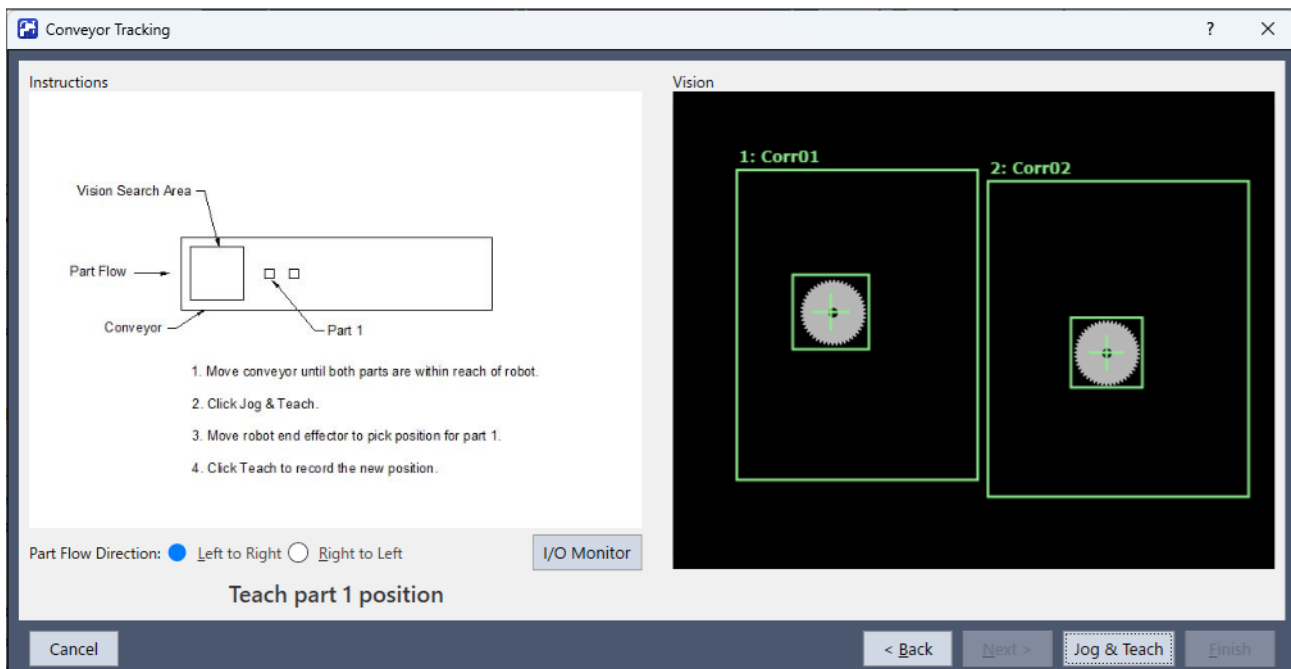 Conveyor Tracking
?
Instructions
Vision
Vision Search Area
Part Flow
Conveyor
Part 1
1. Move conveyor until both parts are within reach of robot.
2. Click Jog & Teach.
3. Move robot end effector to pick position for part 1.
4. Click Teach to record the new position.
1: Corr01
2: Corr02
Part Flow Direction: Left to Right Right to Left
I/O Monitor
Teach part 1 position
Cancel
< Back
Next >
Jog & Teach
Finish